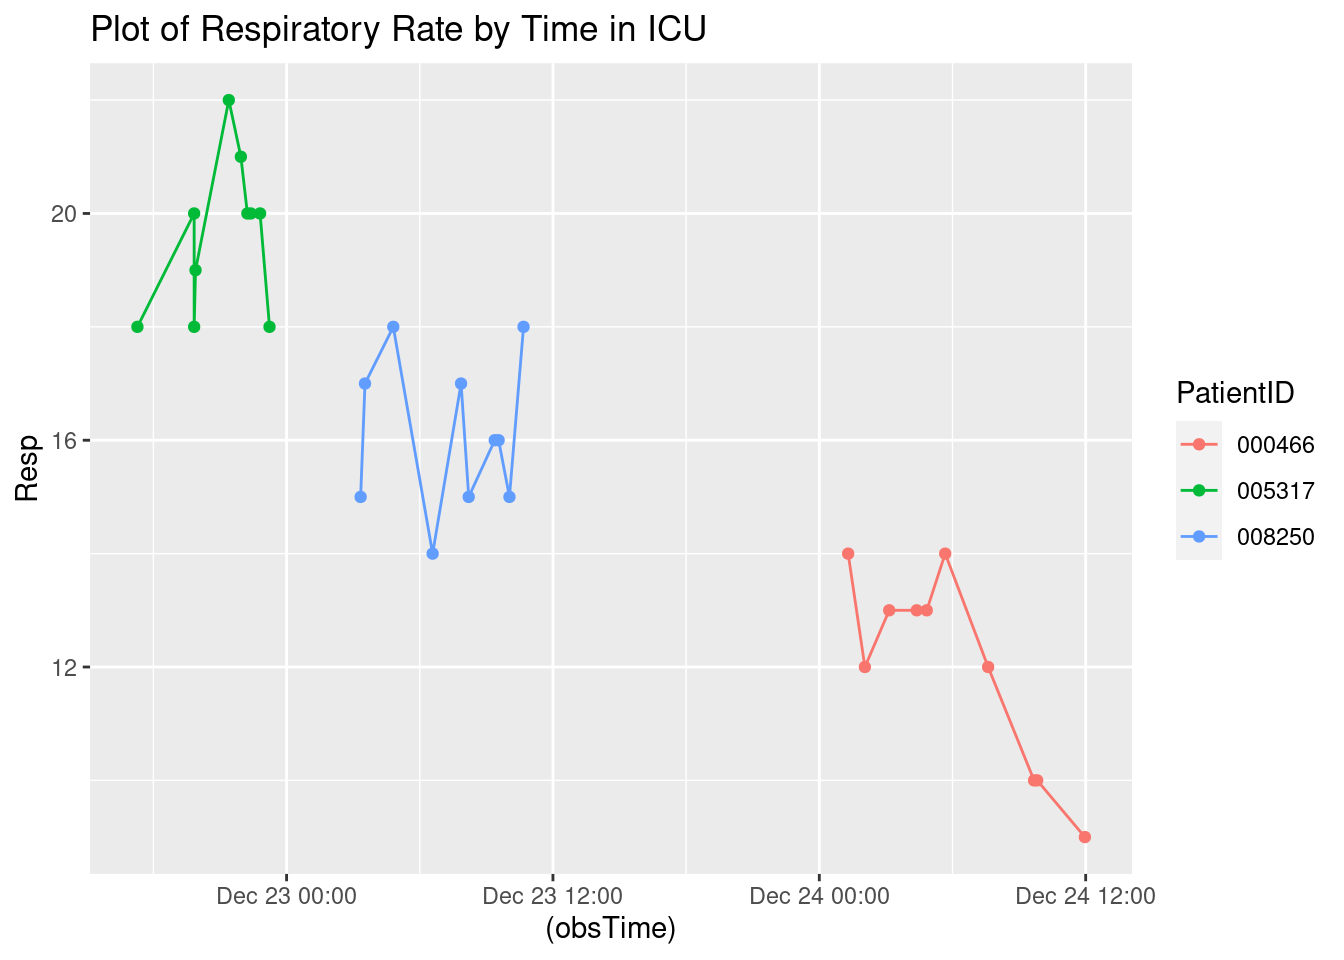 Plot of Respiratory Rate by Time in ICU
20
16
12
Resp
Dec 23 00:00
Dec 23 12:00
Dec 24 00:00
Dec 24 12:00
(obsTime)
PatientID
000466
005317
008250